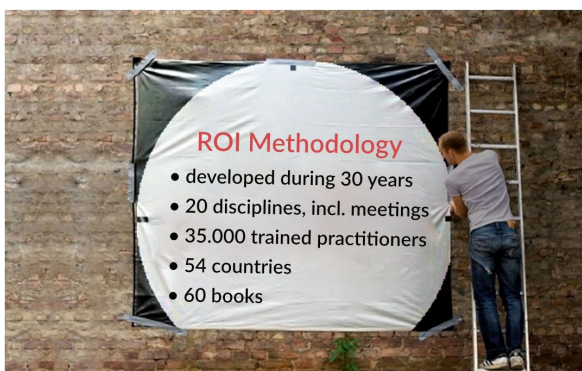 ROI Methodology
• developed during 30 years
• 20 disciplines, incl. meetings
• 35.000 trained practitioners
• 54 countries
• 60 books